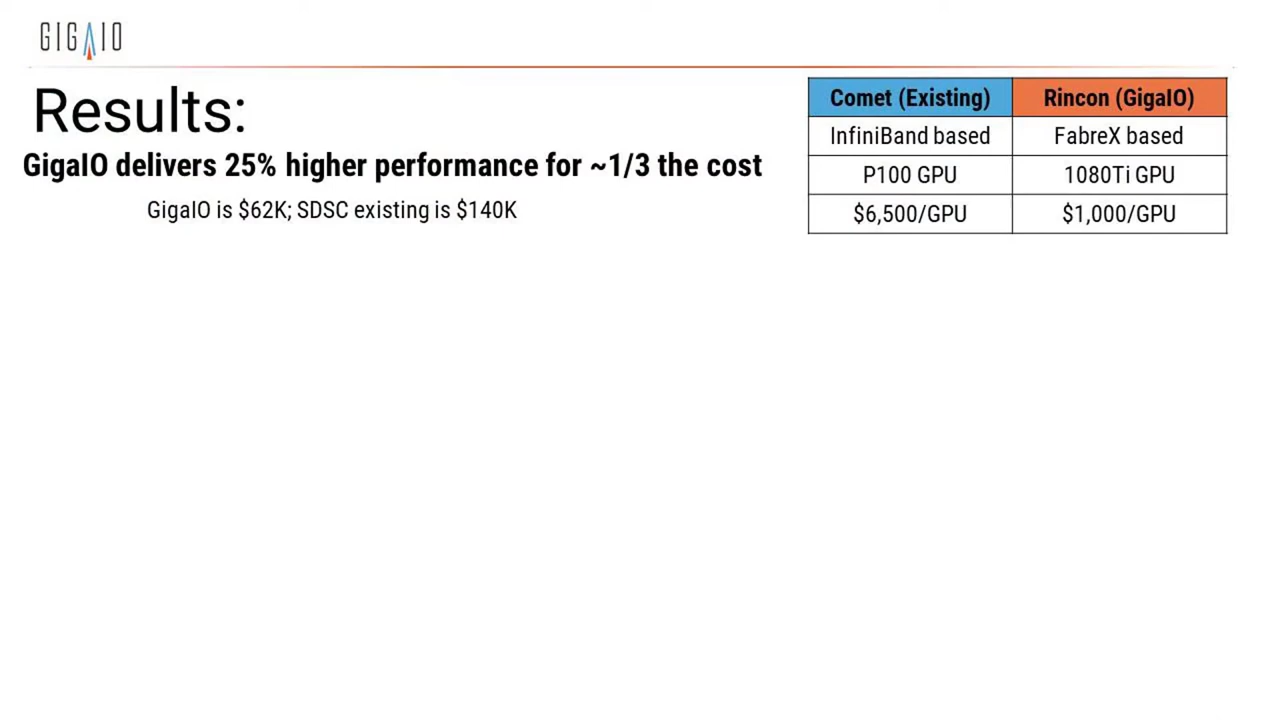 GIGAIO
Results:
GigaIO delivers 25% higher performance for ~1/3 the cost
GigaIO is $62K; SDSC existing is $140K
Comet (Existing) Rincon (GigaIO)
InfiniBand based FabreX based
P100 GPU 1080Ti GPU
$6,500/GPU $1,000/GPU